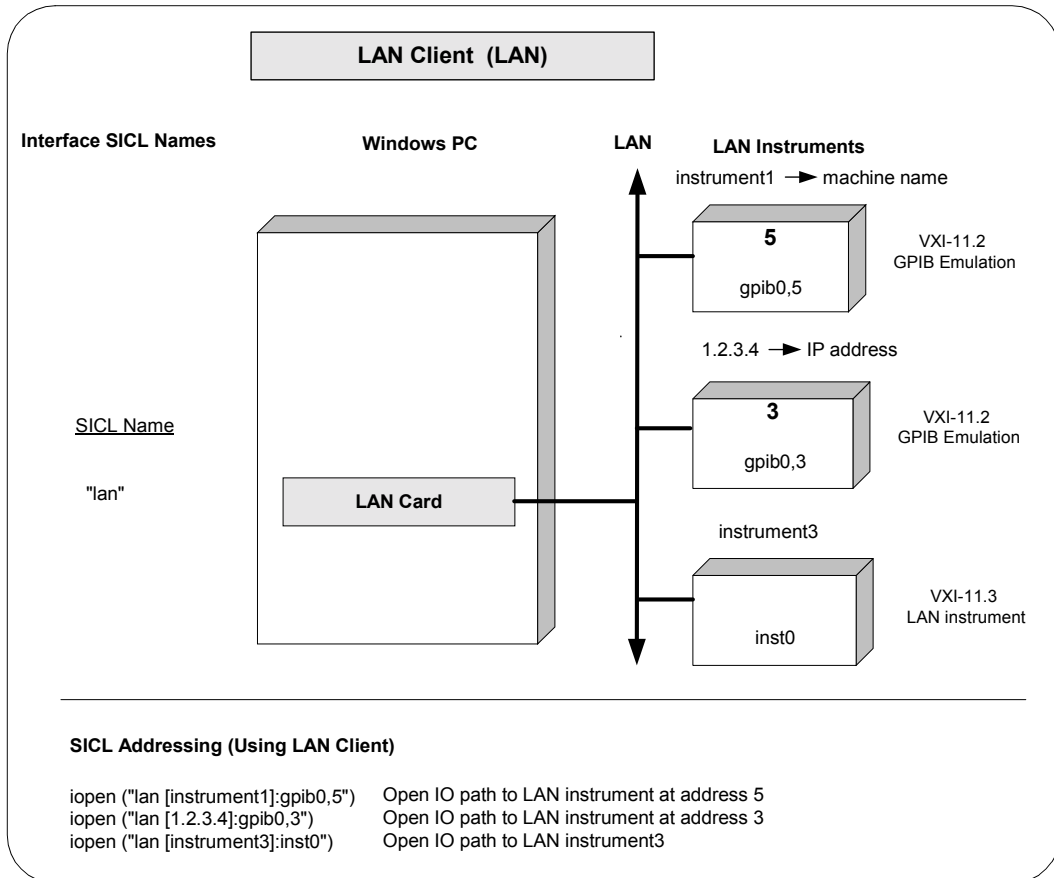 LAN Client (LAN)
Interface SICL Names
Windows PC
LAN
LAN Instruments
instrument1 → machine name
5
gpib0,5
VXI-11.2
GPIB Emulation
1.2.3.4 → IP address
3
gpib0,3
VXI-11.2
GPIB Emulation
SICL Name
"lan"
LAN Card
instrument3
inst0
VXI-11.3
LAN instrument
SICL Addressing (Using LAN Client)
iopen ("lan [instrument1]:gpib0,5") Open IO path to LAN instrument at address 5
iopen ("lan [1.2.3.4]:gpib0,3") Open IO path to LAN instrument at address 3
iopen ("lan [instrument3]:inst0") Open IO path to LAN instrument3